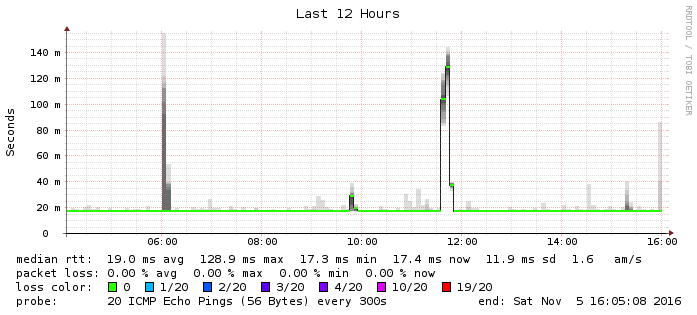 Last 12 Hours
RRDTOOL / TOBI OETIKER
Seconds
140 m
120 m
100 m
80 m
60 m
40 m
20 m
0
06:00 08:00 10:00 12:00 14:00 16:00
median rtt: 19.0 ms avg 128.9 ms max 17.3 ms min 17.4 ms now 11.9 ms sd 1.6 am/s
packet loss: 0.00 % avg 0.00 % max 0.00 % min 0.00 % now
loss color: 0 1/20 2/20 3/20 4/20 10/20 19/20
probe: 20 ICMP Echo Pings (56 Bytes) every 300s end: Sat Nov 5 16:05:08 2016